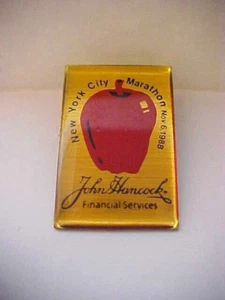 New York City Marathon Nov 6, 1988
John Hancock
Financial Services